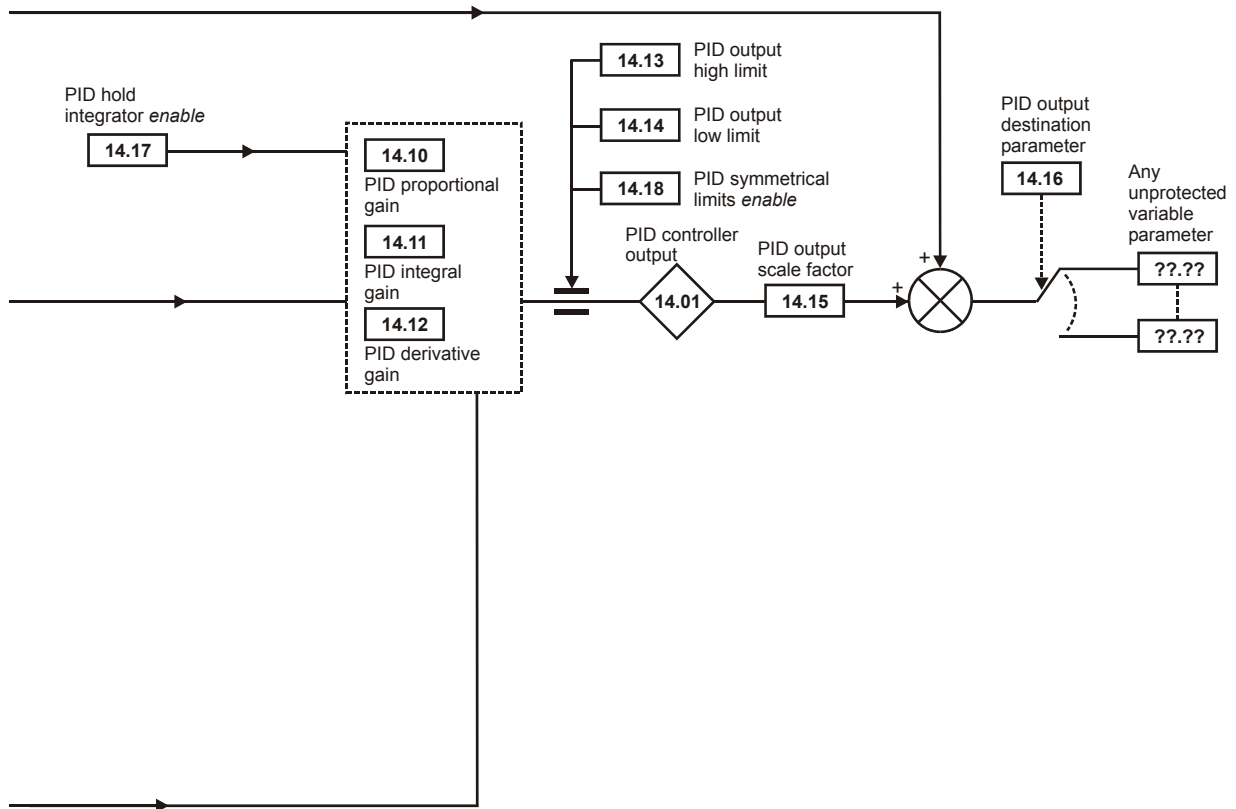 PID hold
integrator enable
14.17
14.10
PID proportional
gain
14.11
PID integral
gain
14.12
PID derivative
gain
14.13
PID output
high limit
14.14
PID output
low limit
14.18
PID symmetrical
limits enable
PID controller
output
14.01
PID output
scale factor
14.15
+
+
PID output
destination
parameter
14.16
Any
unprotected
variable
parameter
??.??
??.??